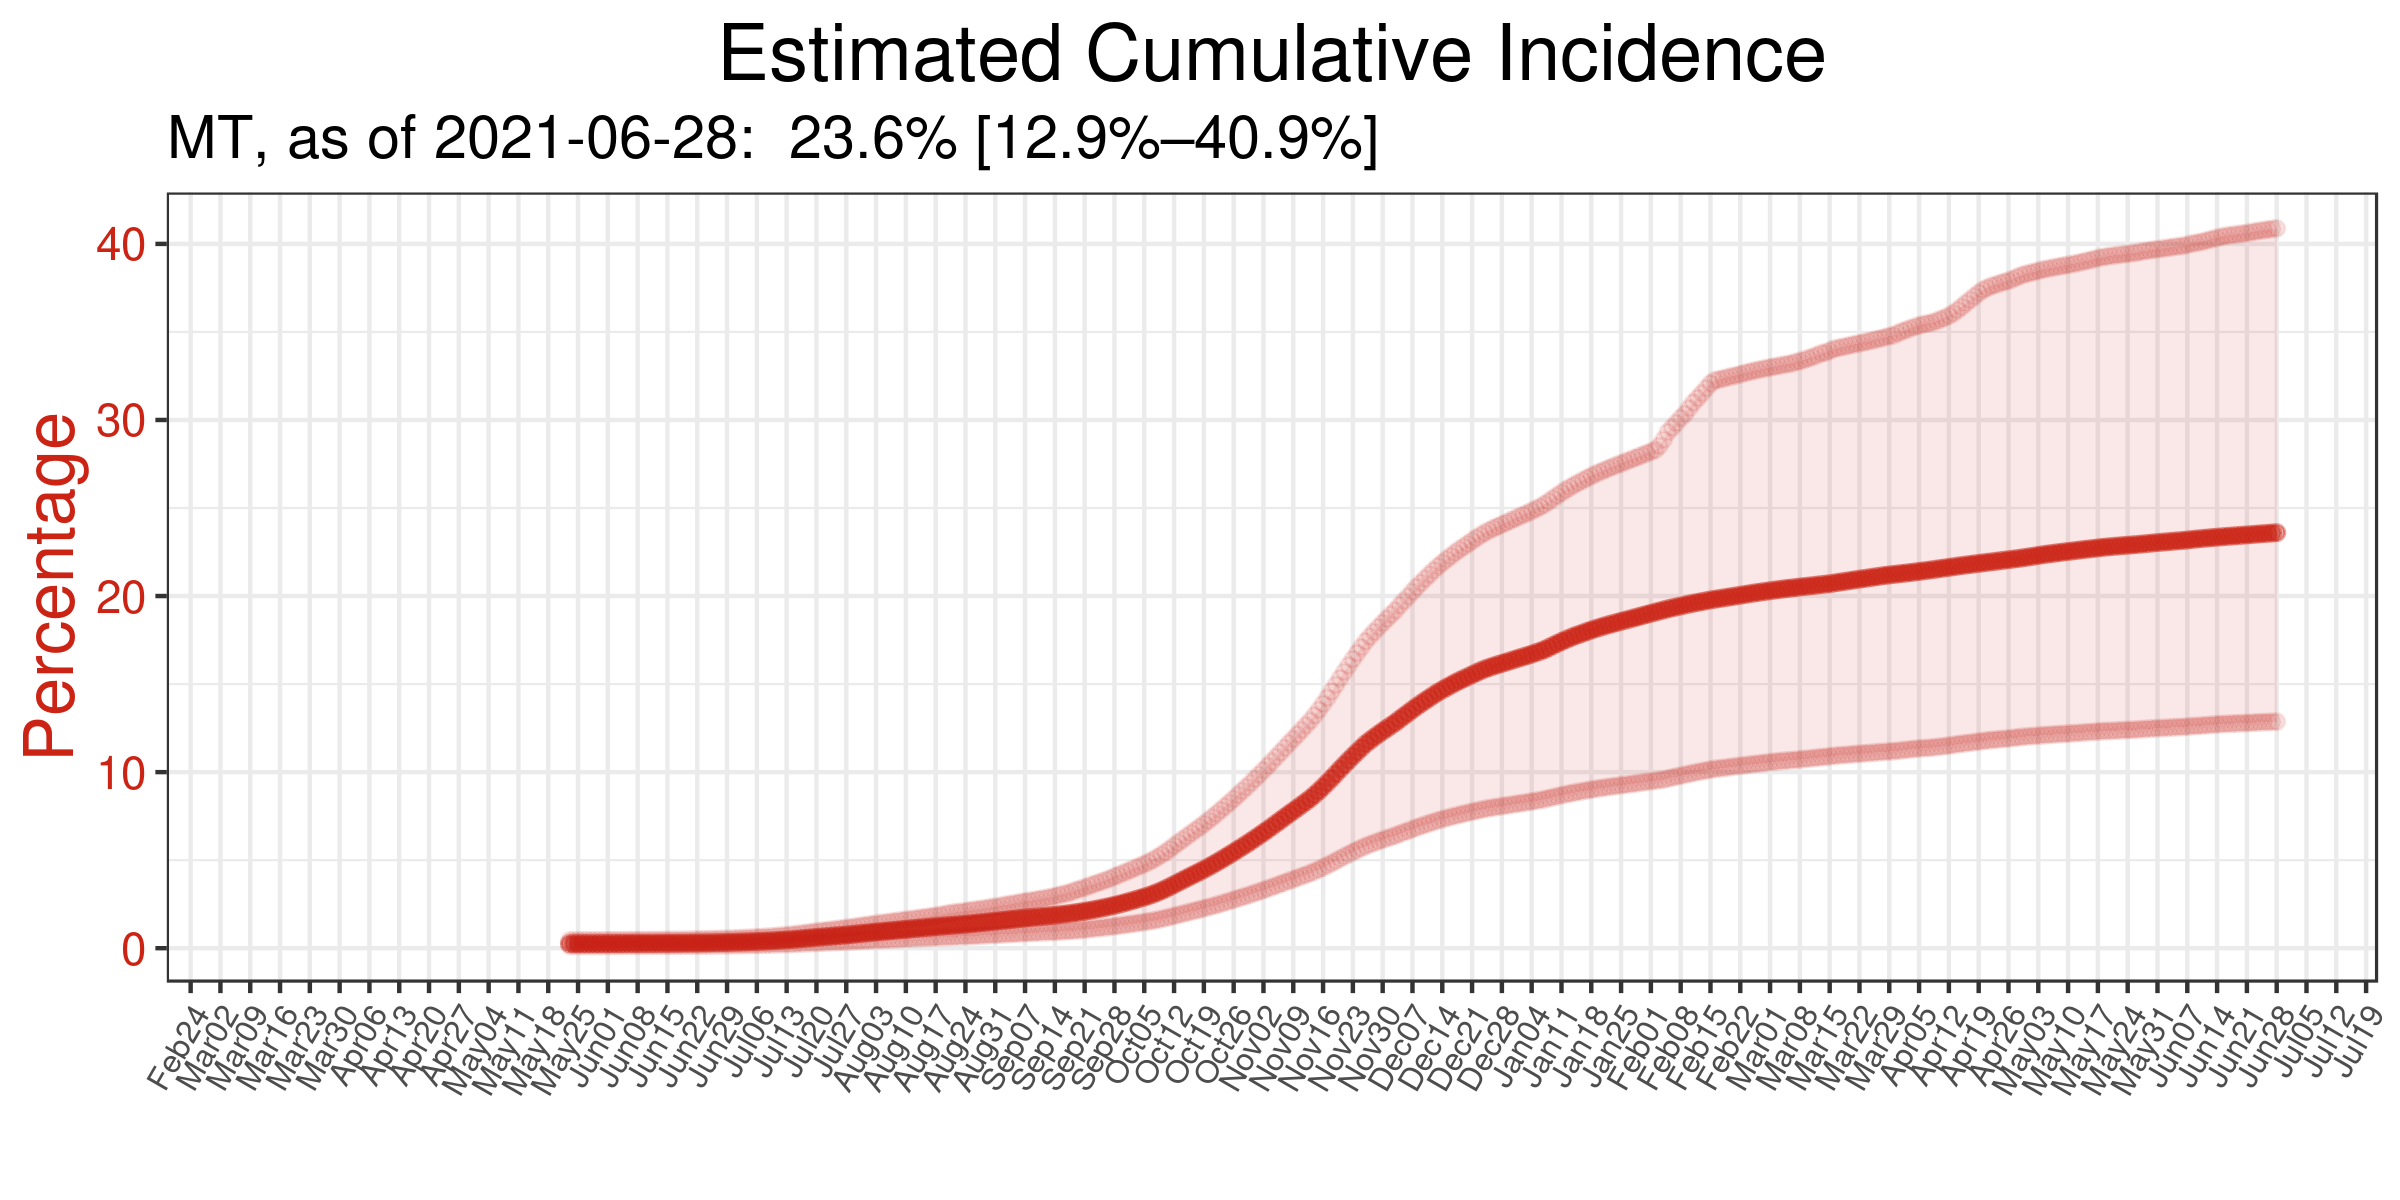 Estimated Cumulative Incidence
MT, as of 2021-06-28:  23.6% [12.9%–40.9%]
Percentage
40
30
20
10
0
Feb24
Mar02
Mar09
Mar16
Mar23
Mar30
Apr06
Apr13
Apr20
Apr27
May04
May11
May18
May25
Jun01
Jun08
Jun15
Jun22
Jun29
Jul06
Jul13
Jul20
Jul27
Aug03
Aug10
Aug17
Aug24
Aug31
Sep07
Sep14
Sep21
Sep28
Oct05
Oct12
Oct19
Oct26
Nov02
Nov09
Nov16
Nov23
Nov30
Dec07
Dec14
Dec21
Dec28
Jan04
Jan11
Jan18
Jan25
Feb01
Feb08
Feb15
Feb22
Mar01
Mar08
Mar15
Mar22
Mar29
Apr05
Apr12
Apr19
Apr26
May03
May10
May17
May24
May31
Jun07
Jun14
Jun21
Jun28
Jul05
Jul12
Jul19